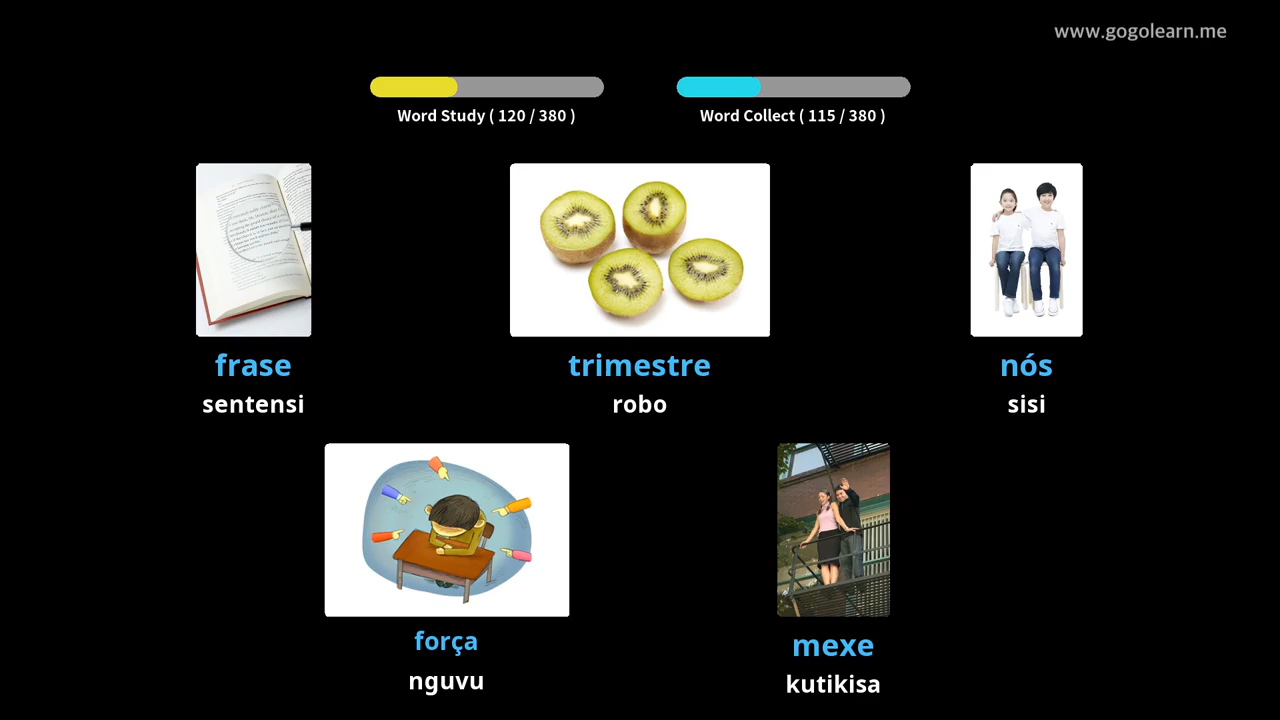 www.gogolearn.me
Word Study ( 120 / 380 )
Word Collect ( 115 / 380 )
frase
trimestre
nós
sentensi
robo
sisi
força
mexe
nguvu
kutikisa